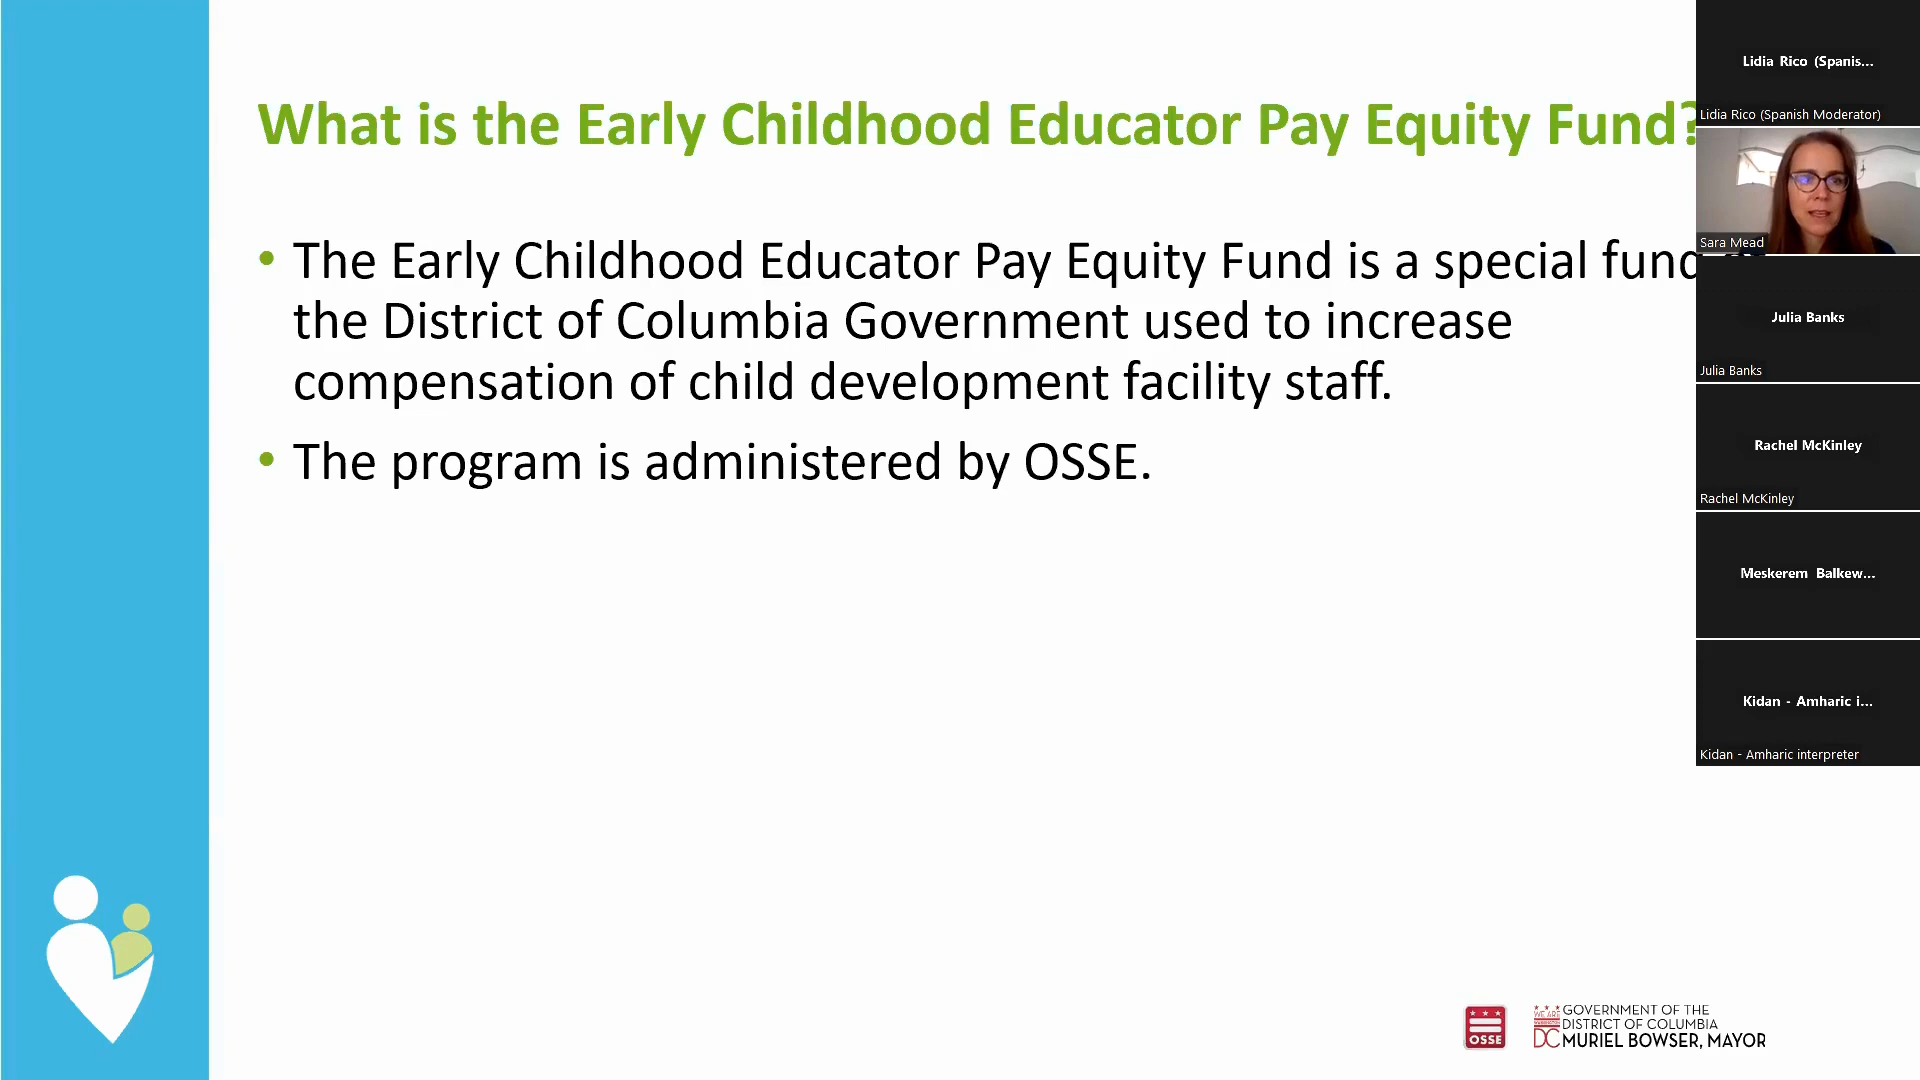 What is the Early Childhood Educator Pay Equity Fund?
• The Early Childhood Educator Pay Equity Fund is a special fund
the District of Columbia Government used to increase
compensation of child development facility staff.
• The program is administered by OSSE.
Lidia Rico (Spanis...
Lidia Rico (Spanish Moderator)
Sara Mead
Julia Banks
Julia Banks
Rachel McKinley
Rachel McKinley
Meskerem Balkew...
Kidan - Amharic i...
Kidan - Amharic interpreter
OSSE
WE ARE
WASHINGTON
DC
GOVERNMENT OF THE
DISTRICT OF COLUMBIA
MURIEL BOWSER, MAYOR